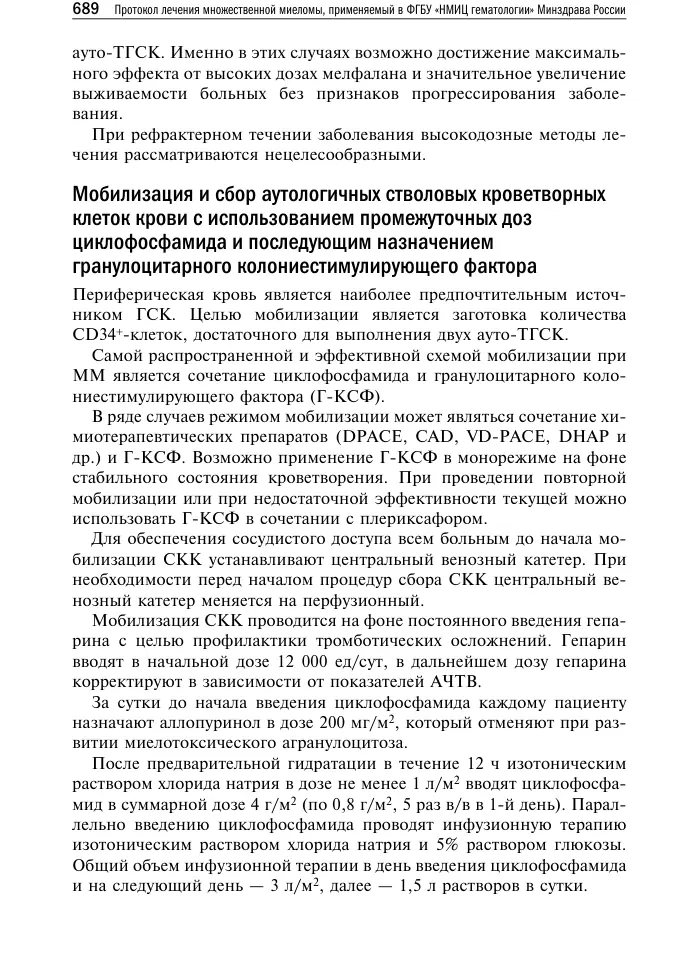 689 Протокол лечения множественной миеломы, применяемый в ФГБУ «НМИЦ гематологии» Минздрава России
ауто-ТГСК. Именно в этих случаях возможно достижение максималь-
ного эффекта от высоких дозах мелфалана и значительное увеличение
выживаемости больных без признаков прогрессирования заболе-
вания.
При рефрактерном течении заболевания высокодозные методы ле-
чения рассматриваются нецелесообразными.
Мобилизация и сбор аутологичных стволовых кроветворных
клеток крови с использованием промежуточных доз
циклофосфамида и последующим назначением
гранулоцитарного колониестимулирующего фактора
Периферическая кровь является наиболее предпочтительным источ-
ником ГСК. Целью мобилизации является заготовка количества
CD34⁺-клеток, достаточного для выполнения двух ауто-ТГСК.
Самой распространенной и эффективной схемой мобилизации при
ММ является сочетание циклофосфамида и гранулоцитарного коло-
ниестимулирующего фактора (Г-КСФ).
В ряде случаев режимом мобилизации может являться сочетание хи-
миотерапевтических препаратов (DPACE, CAD, VD-PACE, DHAP и
др.) и Г-КСФ. Возможно применение Г-КСФ в монорежиме на фоне
стабильного состояния кроветворения. При проведении повторной
мобилизации или при недостаточной эффективности текущей можно
использовать Г-КСФ в сочетании с плериксафором.
Для обеспечения сосудистого доступа всем больным до начала мо-
билизации СКК устанавливают центральный венозный катетер. При
необходимости перед началом процедур сбора СКК центральный ве-
нозный катетер меняется на перфузионный.
Мобилизация СКК проводится на фоне постоянного введения гепа-
рина с целью профилактики тромботических осложнений. Гепарин
вводят в начальной дозе 12 000 ед/сут, в дальнейшем дозу гепарина
корректируют в зависимости от показателей АЧТВ.
За сутки до начала введения циклофосфамида каждому пациенту
назначают аллопуринол в дозе 200 мг/м², который отменяют при раз-
витии миелотоксического агранулоцитоза.
После предварительной гидратации в течение 12 ч изотоническим
раствором хлорида натрия в дозе не менее 1 л/м² вводят циклофосфа-
мид в суммарной дозе 4 г/м² (по 0,8 г/м², 5 раз в/в в 1-й день). Парал-
лельно введению циклофосфамида проводят инфузионную терапию
изотоническим раствором хлорида натрия и 5% раствором глюкозы.
Общий объем инфузионной терапии в день введения циклофосфамида
и на следующий день — 3 л/м², далее — 1,5 л растворов в сутки.